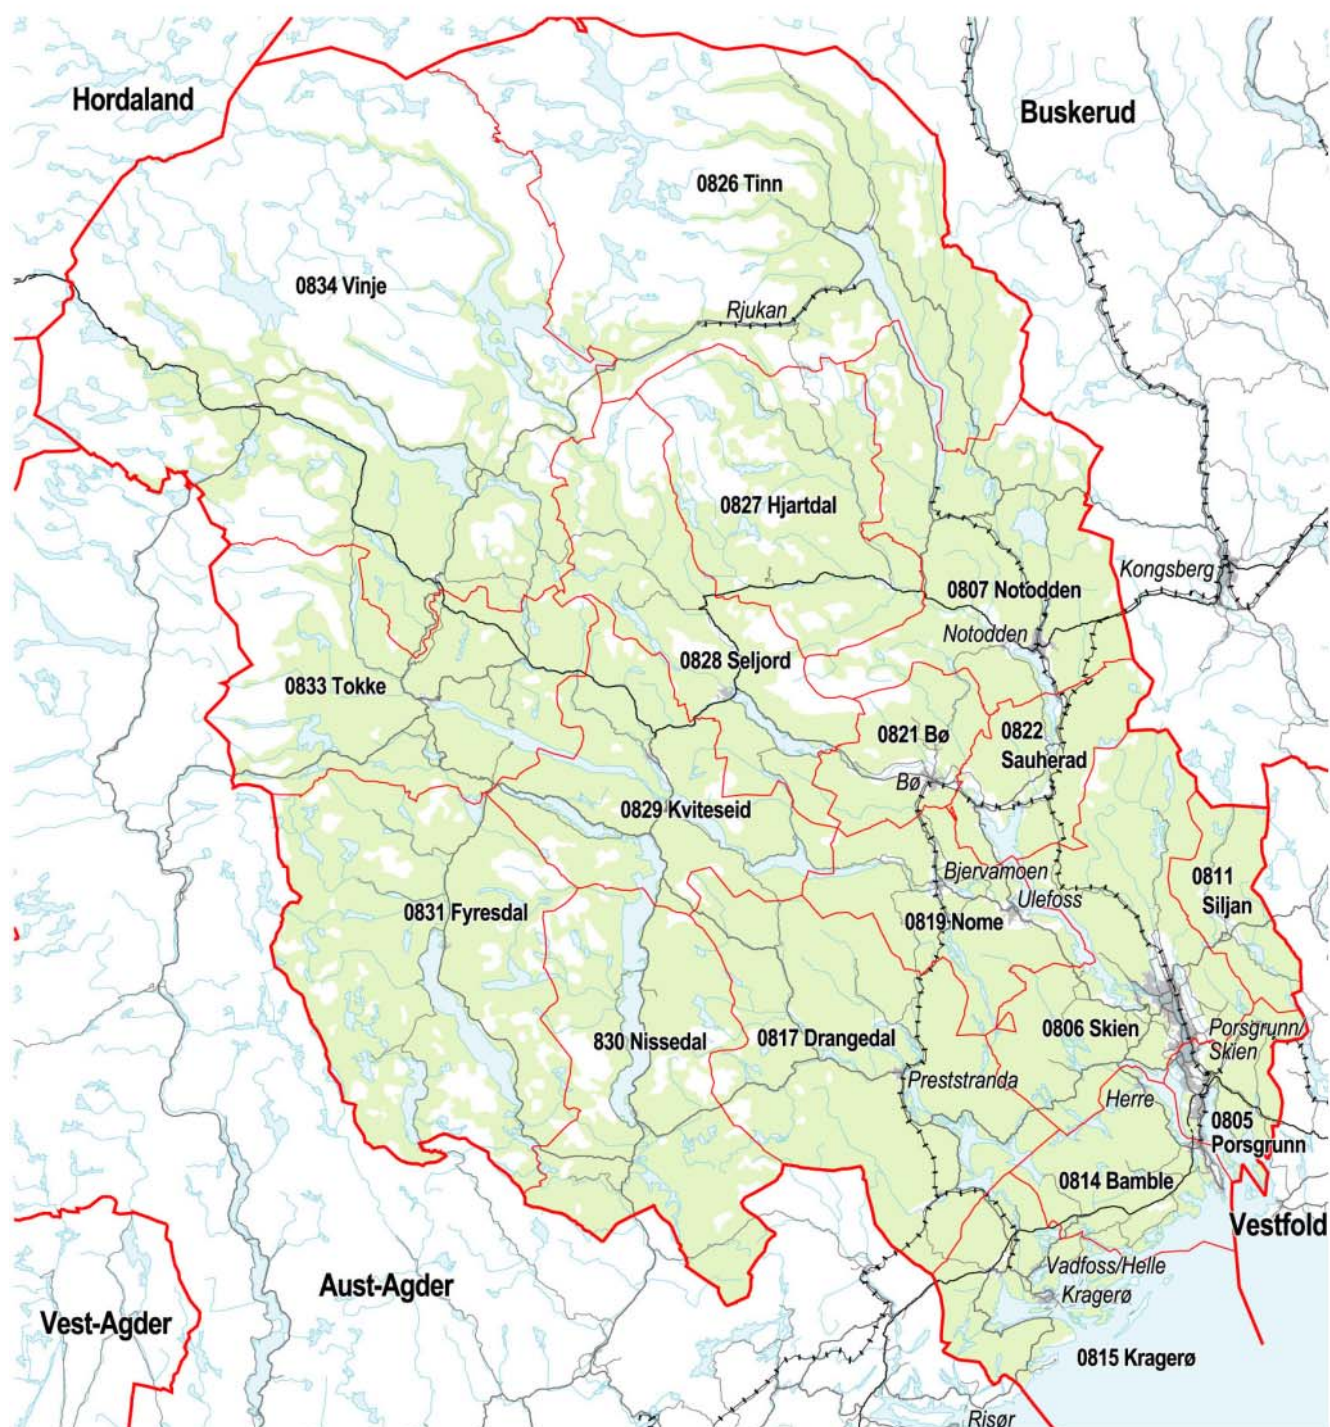 Hordaland
Buskerud
0826 Tinn
0834 Vinje
Rjukan
0827 Hjartdal
Kongsberg
0807 Notodden
Notodden
0828 Seljord
0833 Tokke
0821 Bø
0822
Sauherad
Bø
0829 Kviteseid
Bjervamoen
0811
Siljan
Ulefoss
0831 Fyresdal
0819 Nome
0806 Skien
Porsgrunn/
Skien
830 Nissedal
0817 Drangedal
Preststranda
Herre
0805
Porsgrunn
0814 Bamble
Vestfold
Vadfoss/Helle
Kragerø
Aust-Agder
Vest-Agder
0815 Kragerø
Risør